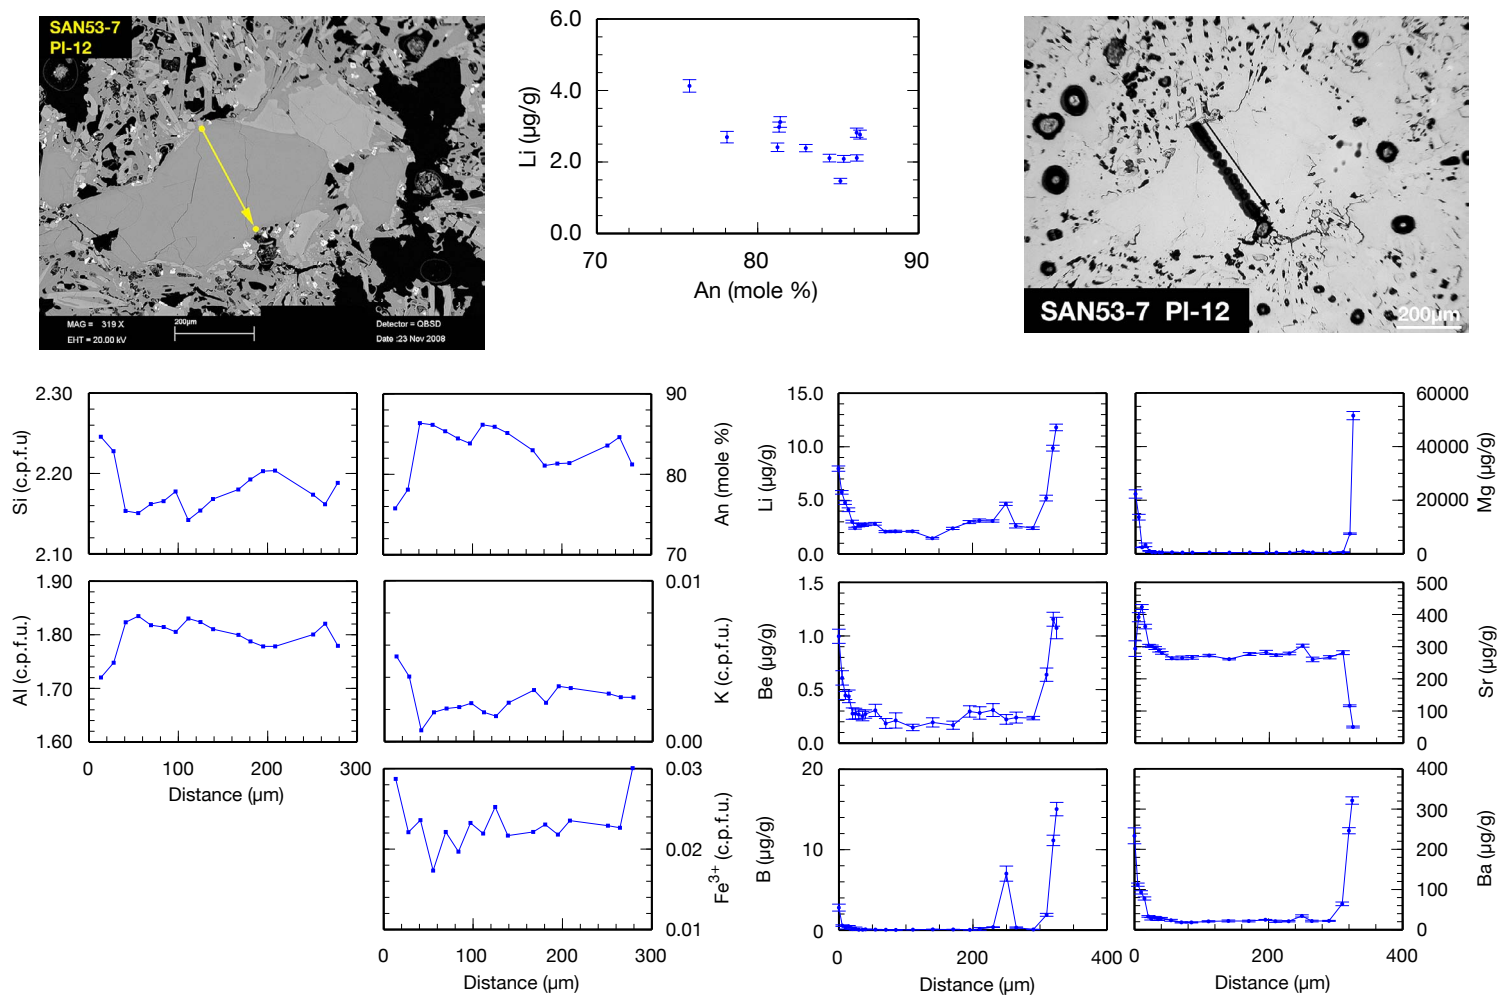 SAN53-7
Pl-12
MAG = 319 X
EHT = 20.00 kV
200µm
Detector = QBSD
Date :23 Nov 2008
6.0
4.0
2.0
0.0
Li (µg/g)
70 80 90
An (mole %)
SAN53-7 Pl-12
200µm
2.30
2.20
2.10
Si (c.p.f.u)
90
80
70
An (mole %)
15.0
10.0
5.0
0.0
Li (µg/g)
60000
40000
20000
0
Mg (µg/g)
1.90
1.80
1.70
1.60
Al (c.p.f.u.)
0 100 200 300
Distance (µm)
0.01
0.00
K (c.p.f.u.)
1.5
1.0
0.5
0.0
Be (µg/g)
500
400
300
200
100
0
Sr (µg/g)
0.03
0.02
0.01
Fe3+ (c.p.f.u.)
0 100 200 300
Distance (µm)
20
10
0
B (µg/g)
0 200 400
Distance (µm)
400
300
200
100
0
Ba (µg/g)
0 200 400
Distance (µm)